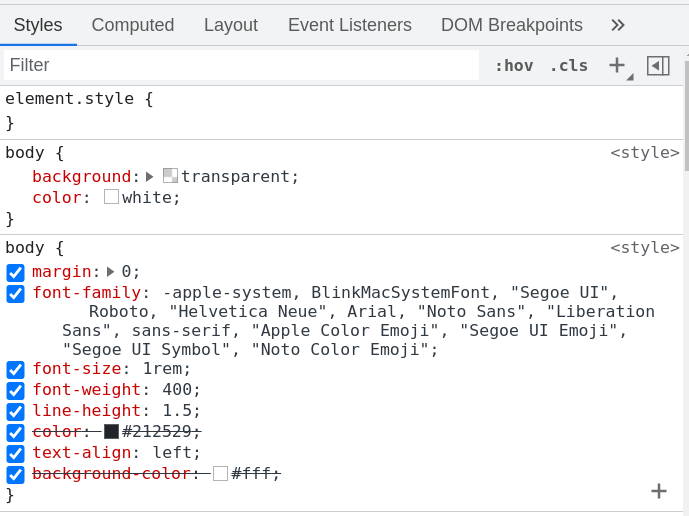 Styles Computed Layout Event Listeners DOM Breakpoints »
Filter :hov .cls +
element.style {
}
body { <style>
background: transparent;
color: white;
}
body { <style>
margin: 0;
font-family: -apple-system, BlinkMacSystemFont, "Segoe UI",
Roboto, "Helvetica Neue", Arial, "Noto Sans", "Liberation
Sans", sans-serif, "Apple Color Emoji", "Segoe UI Emoji",
"Segoe UI Symbol", "Noto Color Emoji";
font-size: 1rem;
font-weight: 400;
line-height: 1.5;
color: #212529;
text-align: left;
background-color: #fff;
}
+